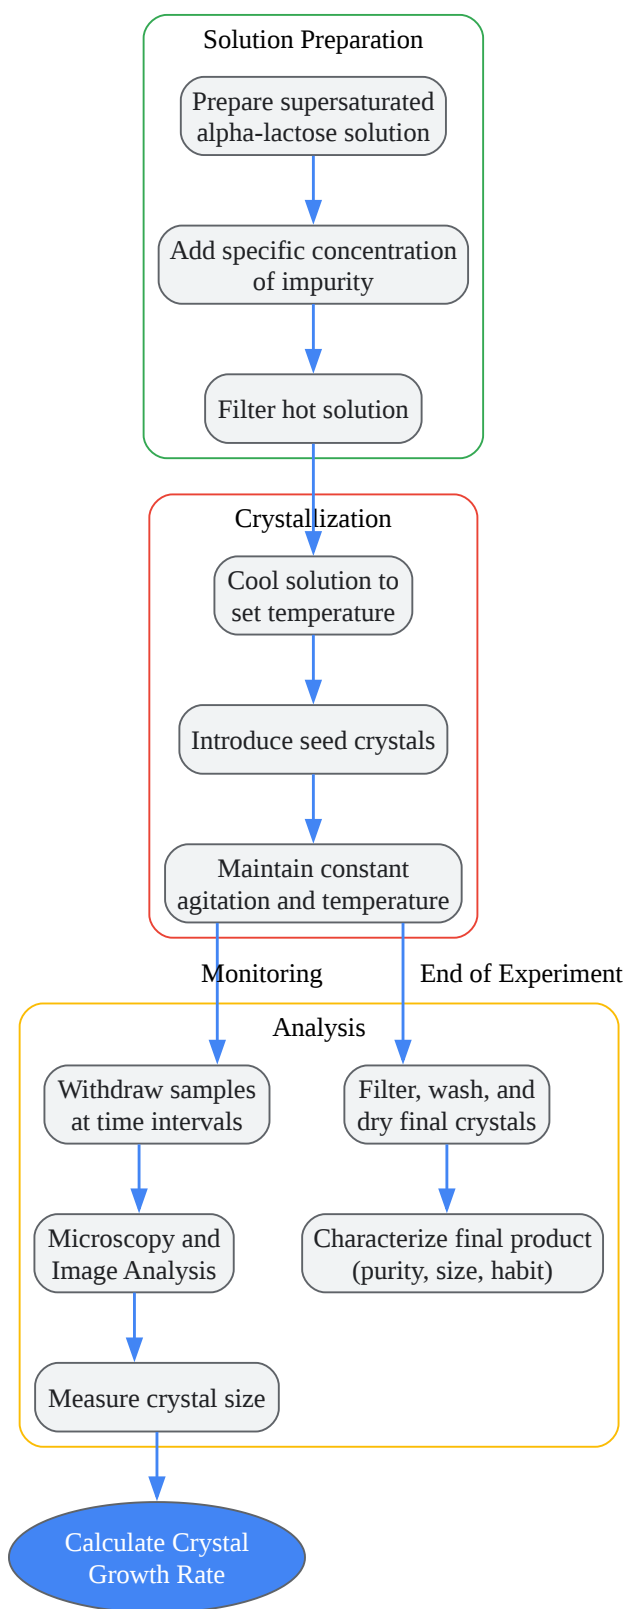 Solution Preparation
Prepare supersaturated
alpha-lactose solution
Add specific concentration
of impurity
Filter hot solution
Crystallization
Cool solution to
set temperature
Introduce seed crystals
Maintain constant
agitation and temperature
Monitoring
End of Experiment
Analysis
Withdraw samples
at time intervals
Microscopy and
Image Analysis
Measure crystal size
Filter, wash, and
dry final crystals
Characterize final product
(purity, size, habit)
Calculate Crystal
Growth Rate